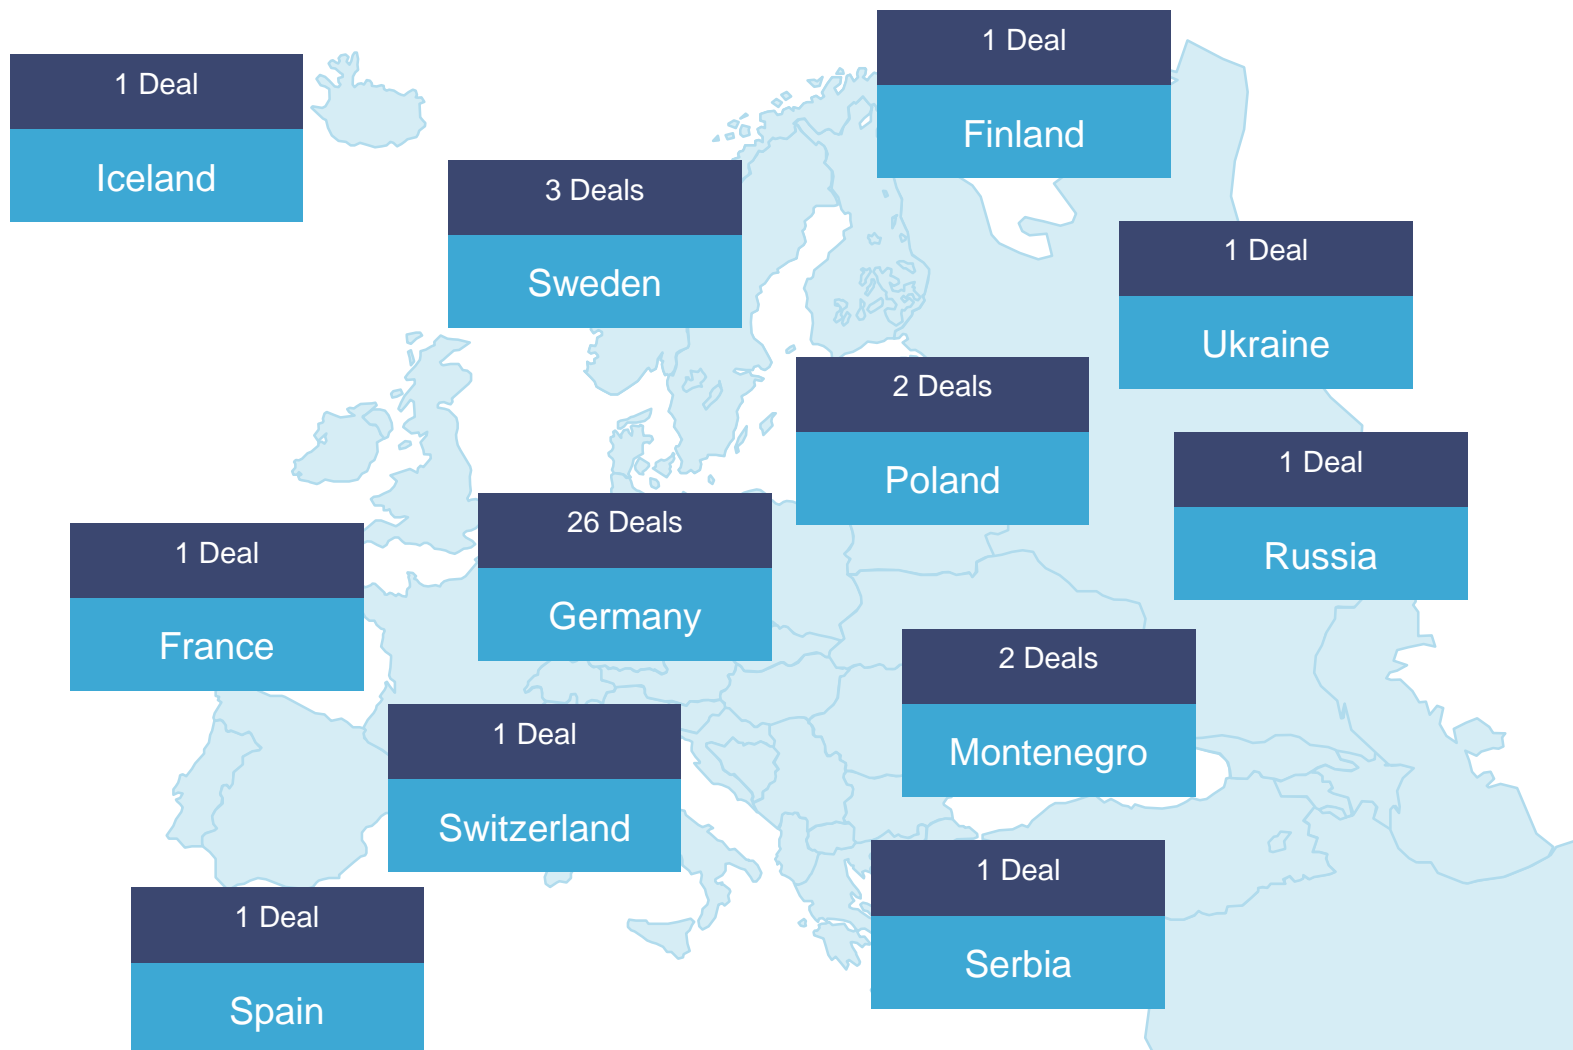 1 Deal
Finland
1 Deal
Iceland
3 Deals
Sweden
1 Deal
Ukraine
2 Deals
Poland
1 Deal
Russia
26 Deals
Germany
1 Deal
France
2 Deals
Montenegro
1 Deal
Switzerland
1 Deal
Serbia
1 Deal
Spain